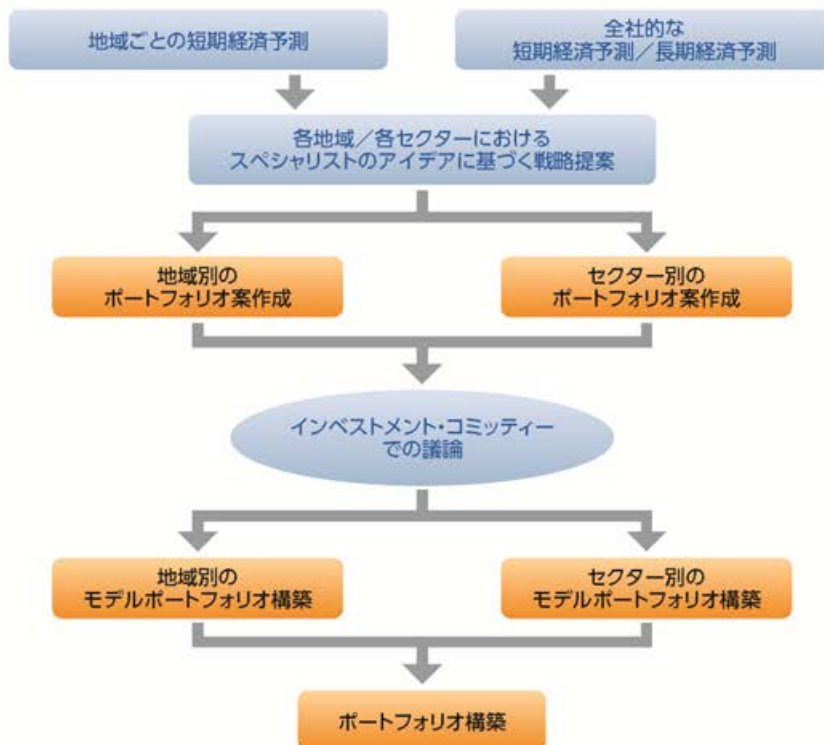 地域ごとの短期経済予測
全社的な
短期経済予測／長期経済予測
各地域／各セクターにおける
スペシャリストのアイデアに基づく戦略提案
地域別の
ポートフォリオ案作成
セクター別の
ポートフォリオ案作成
インベストメント・コミッティー
での議論
地域別の
モデルポートフォリオ構築
セクター別の
モデルポートフォリオ構築
ポートフォリオ構築